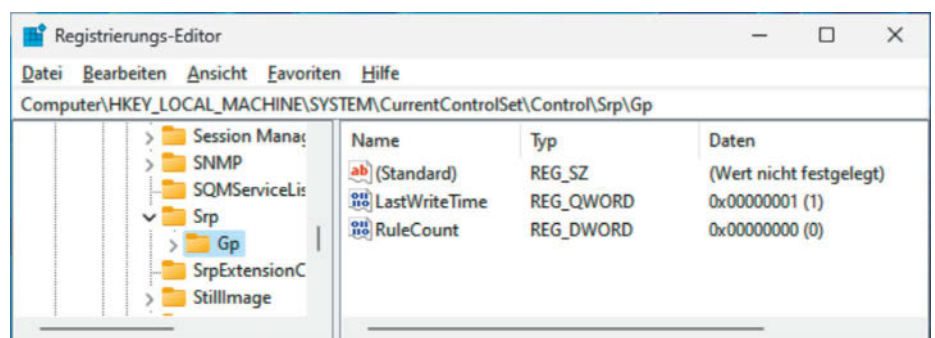 Registrierungs-Editor
Datei Bearbeiten Ansicht Favoriten Hilfe
Computer\HKEY_LOCAL_MACHINE\SYSTEM\CurrentControlSet\Control\Srp\Gp
Session Manag
SNMP
SQMServiceLis
Srp
Gp
SrpExtensionC
StillImage
Name Typ Daten
(Standard) REG_SZ (Wert nicht festgelegt)
LastWriteTime REG_QWORD 0x00000001 (1)
RuleCount REG_DWORD 0x00000000 (0)